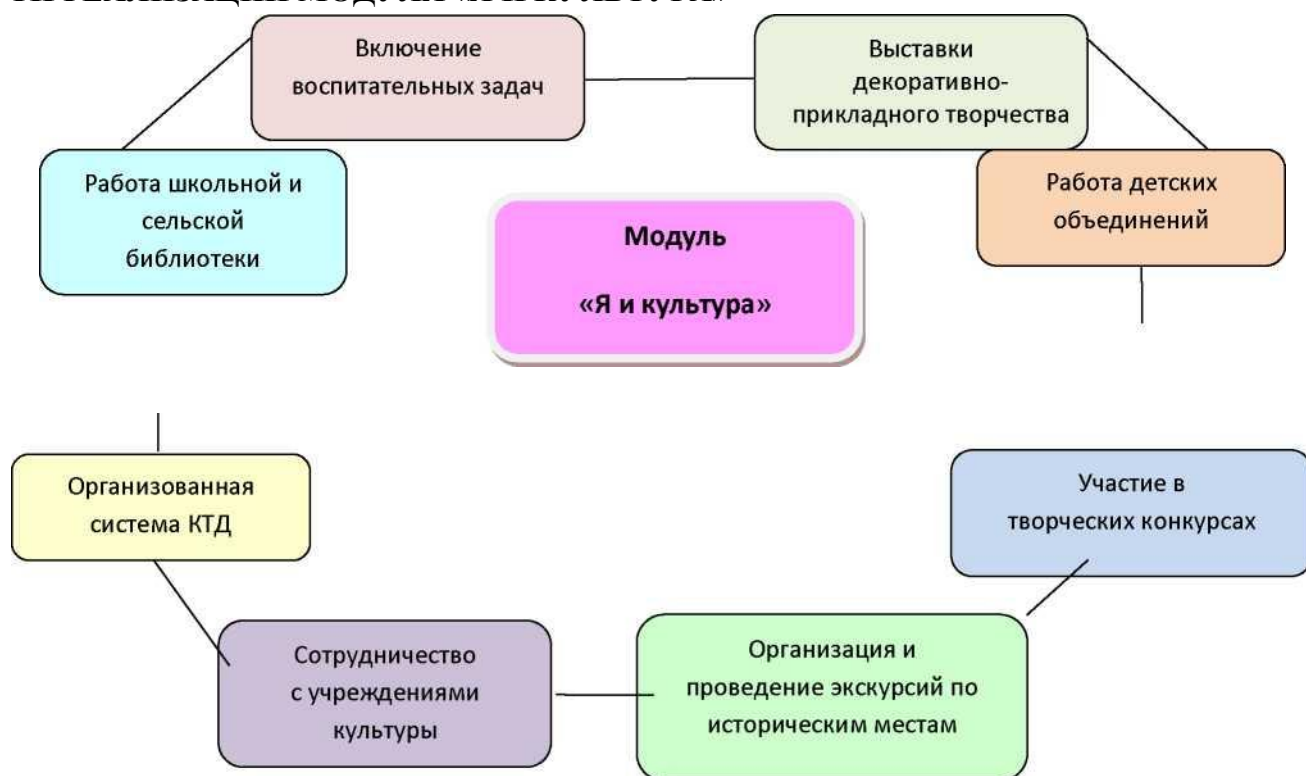 Включение
воспитательных задач
Выставки
декоративно-
прикладного творчества
Работа школьной и
сельской
библиотеки
Работа детских
объединений
Модуль
«Я и культура»
Организованная
система КТД
Участие в
творческих конкурсах
Сотрудничество
с учреждениями
культуры
Организация и
проведение экскурсий по
историческим местам